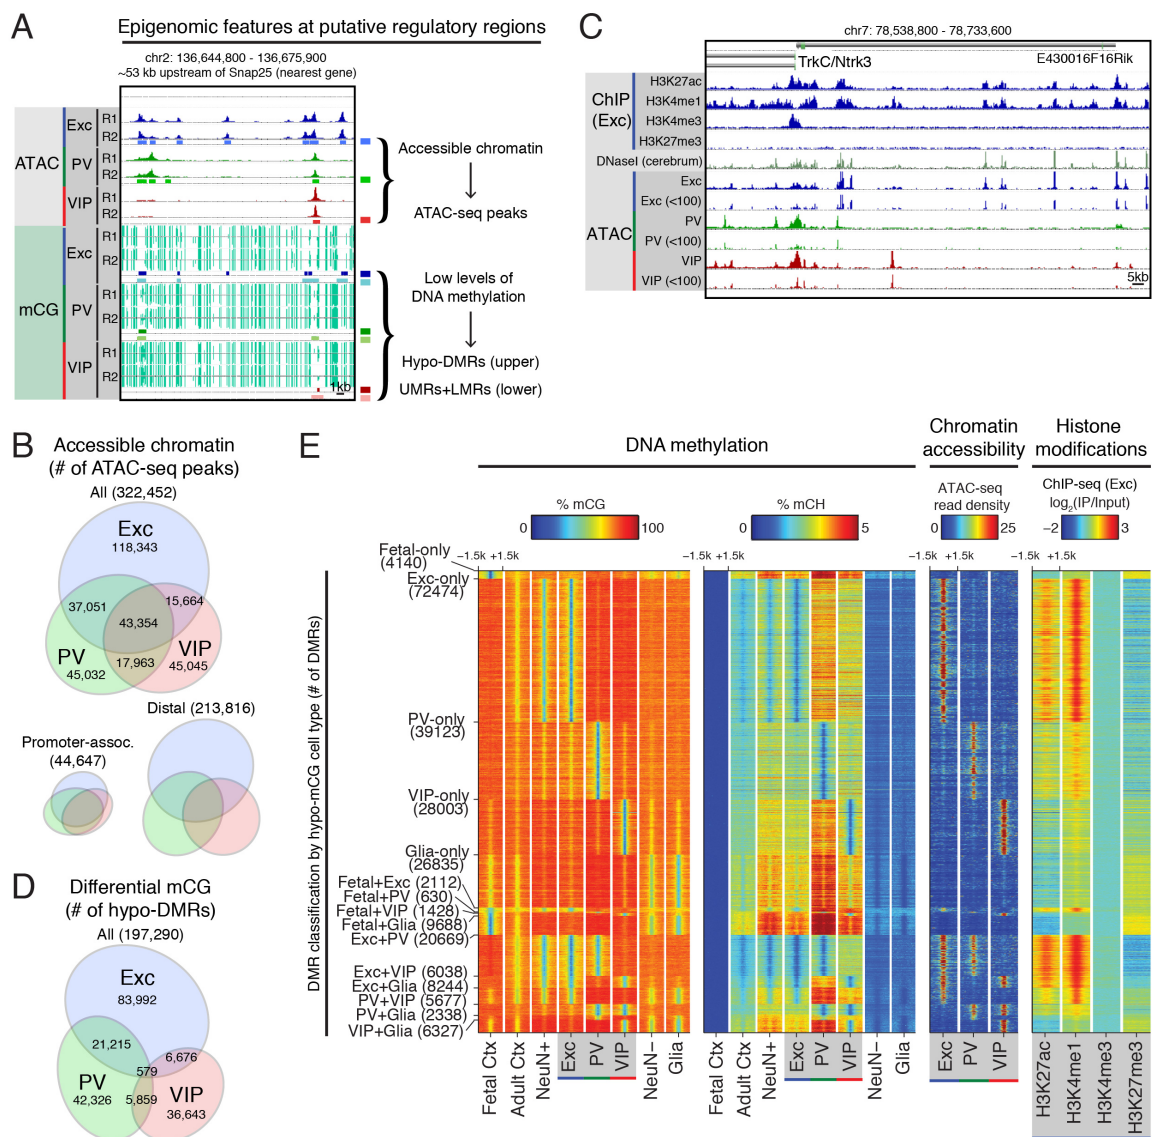 A
Epigenomic features at putative regulatory regions
chr2: 136,644,800 - 136,675,900
~53 kb upstream of Snap25 (nearest gene)
ATAC
Exc
R1
R2
PV
R1
R2
VIP
R1
R2
mCG
Exc
R1
R2
PV
R1
R2
VIP
R1
R2
1kb
Accessible chromatin
ATAC-seq peaks
Low levels of
DNA methylation
Hypo-DMRs (upper)
UMRs+LMRs (lower)
C
chr7: 78,538,800 - 78,733,600
TrkC/Ntrk3
E430016F16Rik
ChIP
(Exc)
H3K27ac
H3K4me1
H3K4me3
H3K27me3
DNaseI (cerebrum)
ATAC
Exc
Exc (<100)
PV
PV (<100)
VIP
VIP (<100)
5kb
B
Accessible chromatin
(# of ATAC-seq peaks)
All (322,452)
Exc
118,343
37,051
15,664
43,354
PV
45,032
17,963
VIP
45,045
Distal (213,816)
Promoter-assoc.
(44,647)
D
Differential mCG
(# of hypo-DMRs)
All (197,290)
Exc
83,992
21,215
6,676
579
PV
42,326
5,859
VIP
36,643
E
DNA methylation
Chromatin
accessibility
Histone
modifications
% mCG
0
100
% mCH
0
5
ATAC-seq
read density
0
25
ChIP-seq (Exc)
log2(IP/Input)
−2
3
−1.5k +1.5k
−1.5k +1.5k
−1.5k +1.5k
−1.5k +1.5k
DMR classification by hypo-mCG cell type (# of DMRs)
Fetal-only
(4140)
Exc-only
(72474)
PV-only
(39123)
VIP-only
(28003)
Glia-only
(26835)
Fetal+Exc (2112)
Fetal+PV (630)
Fetal+VIP (1428)
Fetal+Glia (9688)
Exc+PV (20669)
Exc+VIP (6038)
Exc+Glia (8244)
PV+VIP (5677)
PV+Glia (2338)
VIP+Glia (6327)
Fetal Ctx
Adult Ctx
NeuN+
Exc
PV
VIP
NeuN−
Glia
Fetal Ctx
Adult Ctx
NeuN+
Exc
PV
VIP
NeuN−
Glia
Exc
PV
VIP
H3K27ac
H3K4me1
H3K4me3
H3K27me3